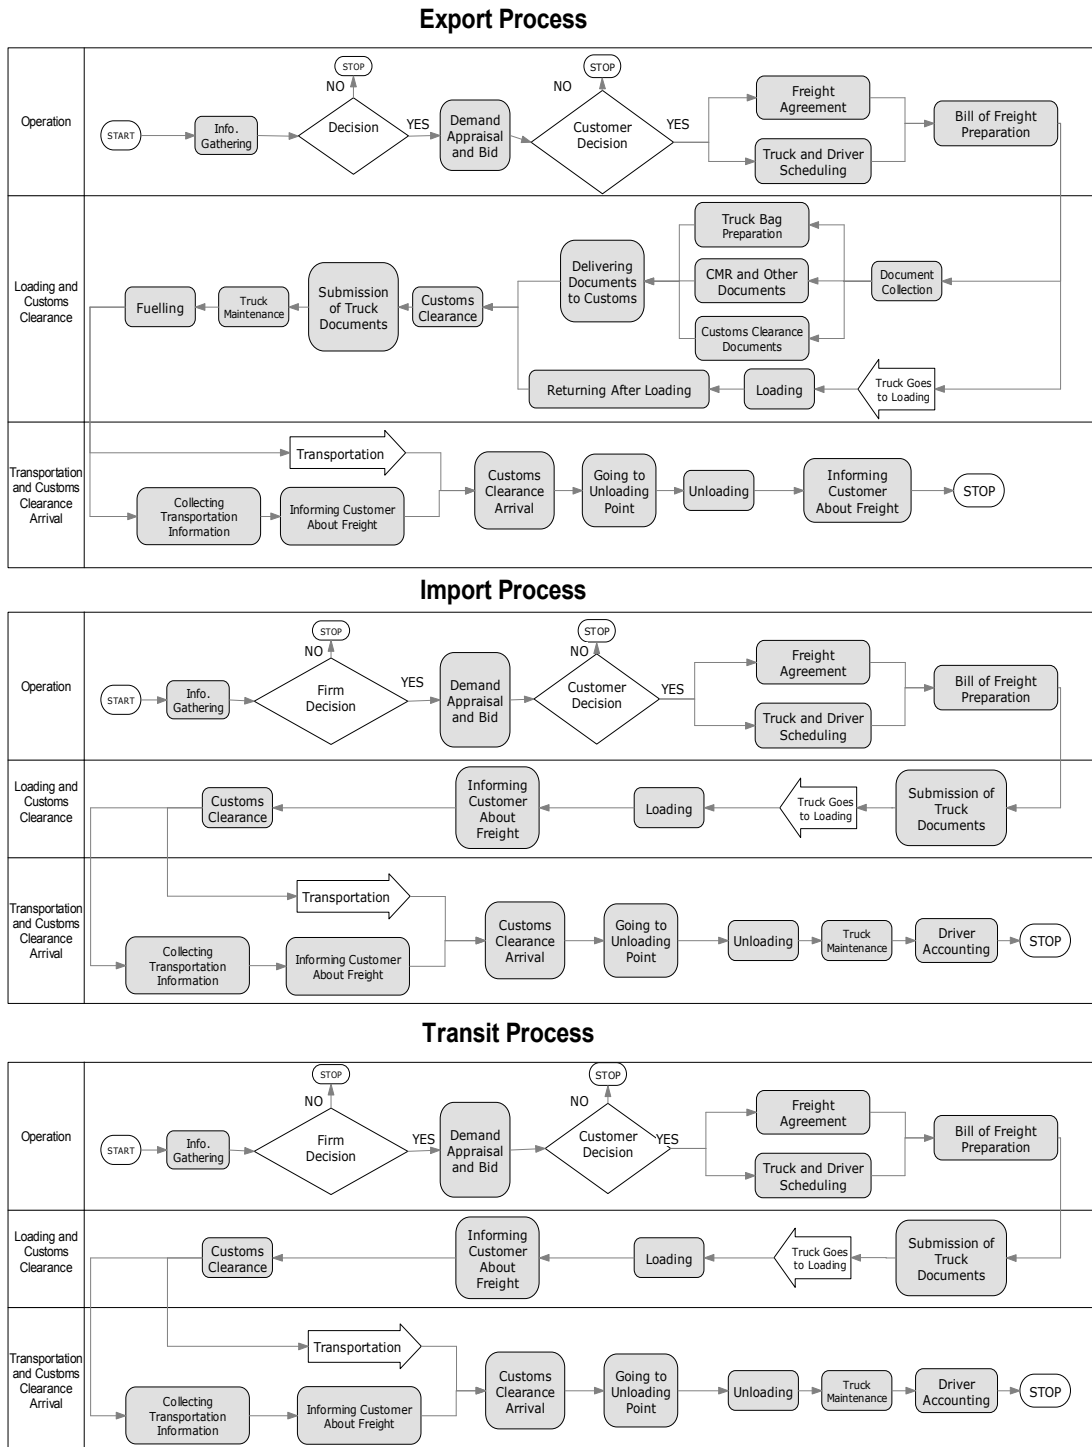 Export Process
Operation
START
Info.
Gathering
Decision
NO
STOP
YES
Demand
Appraisal
and Bid
Customer
Decision
NO
STOP
YES
Freight
Agreement
Truck and Driver
Scheduling
Bill of Freight
Preparation
Loading and
Customs
Clearance
Fuelling
Truck
Maintenance
Submission
of Truck
Documents
Customs
Clearance
Delivering
Documents
to Customs
Truck Bag
Preparation
CMR and Other
Documents
Customs Clearance
Documents
Document
Collection
Returning After Loading
Loading
Truck Goes
to Loading
Transportation
and Customs
Clearance
Arrival
Transportation
Collecting
Transportation
Information
Informing Customer
About Freight
Customs
Clearance
Arrival
Going to
Unloading
Point
Unloading
Informing
Customer
About Freight
STOP
Import Process
Operation
START
Info.
Gathering
Firm
Decision
NO
STOP
YES
Demand
Appraisal
and Bid
Customer
Decision
NO
STOP
YES
Freight
Agreement
Truck and Driver
Scheduling
Bill of Freight
Preparation
Loading and
Customs
Clearance
Customs
Clearance
Informing
Customer
About
Freight
Loading
Truck Goes
to Loading
Submission of
Truck
Documents
Transportation
and Customs
Clearance
Arrival
Transportation
Collecting
Transportation
Information
Informing Customer
About Freight
Customs
Clearance
Arrival
Going to
Unloading
Point
Unloading
Truck
Maintenance
Driver
Accounting
STOP
Transit Process
Operation
START
Info.
Gathering
Firm
Decision
NO
STOP
YES
Demand
Appraisal
and Bid
Customer
Decision
NO
STOP
YES
Freight
Agreement
Truck and Driver
Scheduling
Bill of Freight
Preparation
Loading and
Customs
Clearance
Customs
Clearance
Informing
Customer
About
Freight
Loading
Truck Goes
to Loading
Submission of
Truck
Documents
Transportation
and Customs
Clearance
Arrival
Transportation
Collecting
Transportation
Information
Informing Customer
About Freight
Customs
Clearance
Arrival
Going to
Unloading
Point
Unloading
Truck
Maintenance
Driver
Accounting
STOP